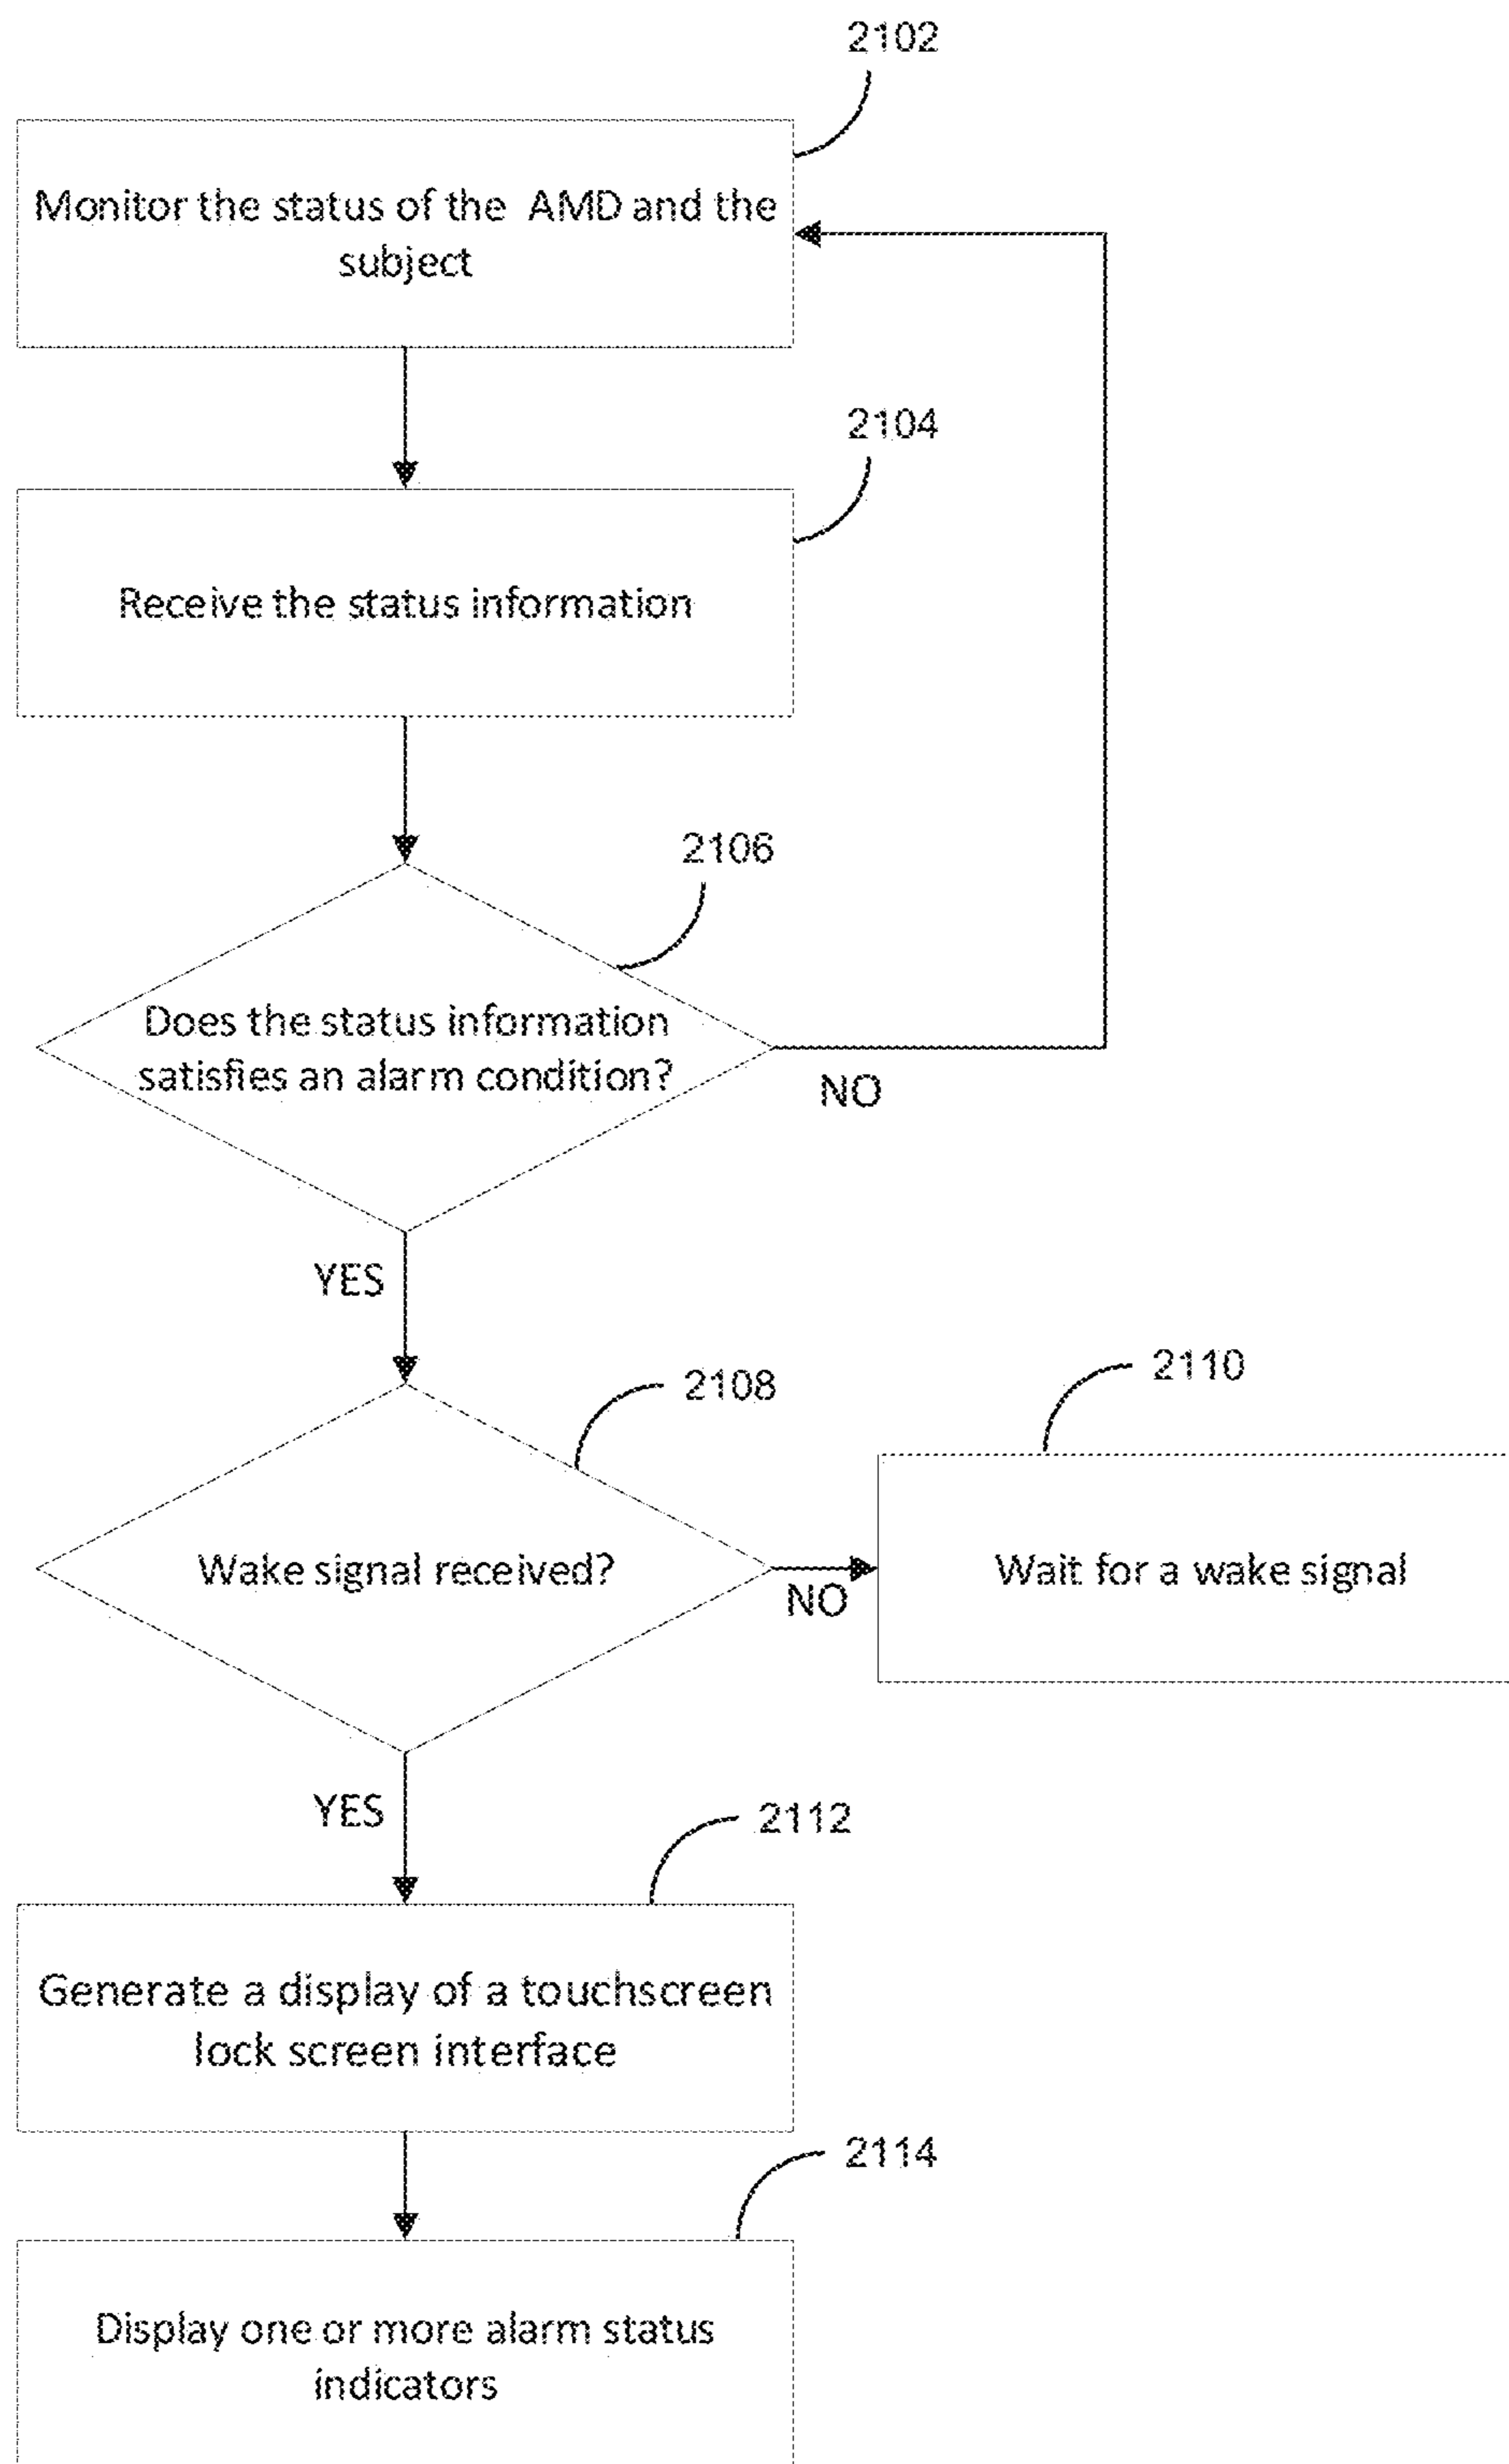 2102
Monitor the status of the AMD and the
subject
2104
Receive the status information
2106
Does the status information
satisfies an alarm condition?
NO
YES
2108
2110
Wake signal received?
NO
Wait for a wake signal
YES
2112
Generate a display of a touchscreen
lock screen interface
2114
Display one or more alarm status
indicators